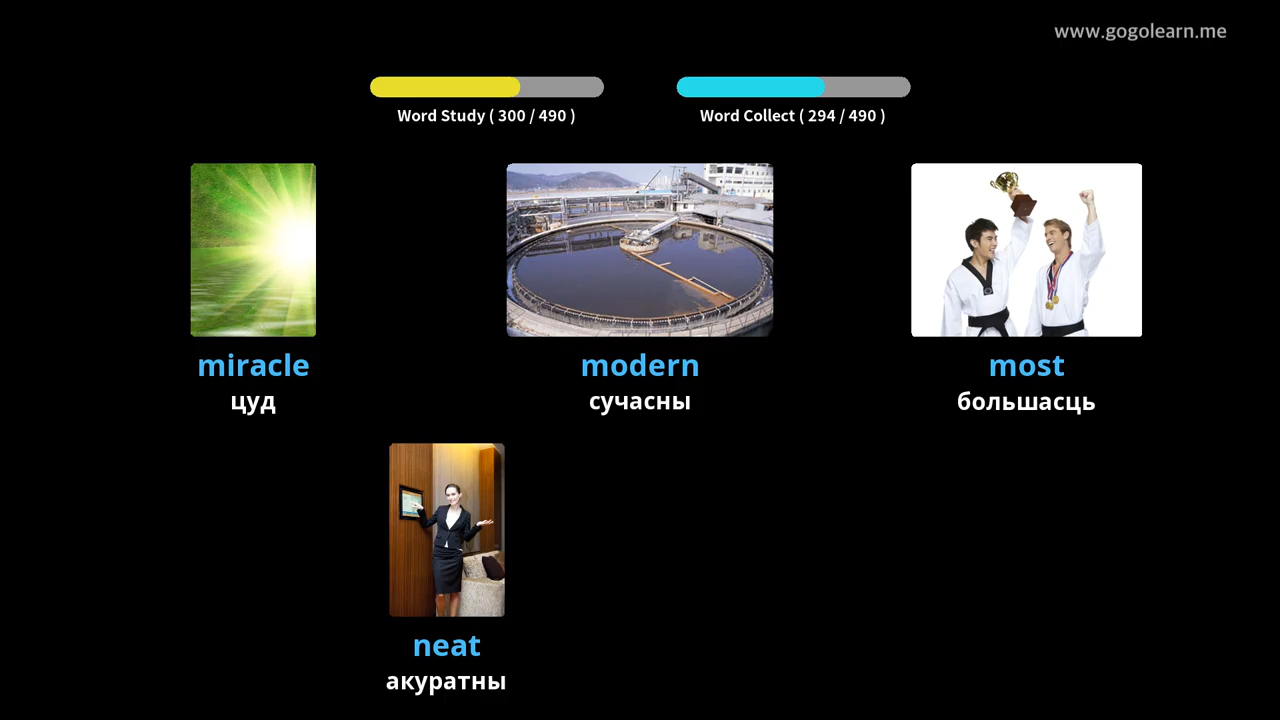 www.gogolearn.me
Word Study ( 300 / 490 )
Word Collect ( 294 / 490 )
miracle
цуд
modern
сучасны
most
большасць
neat
акуратны